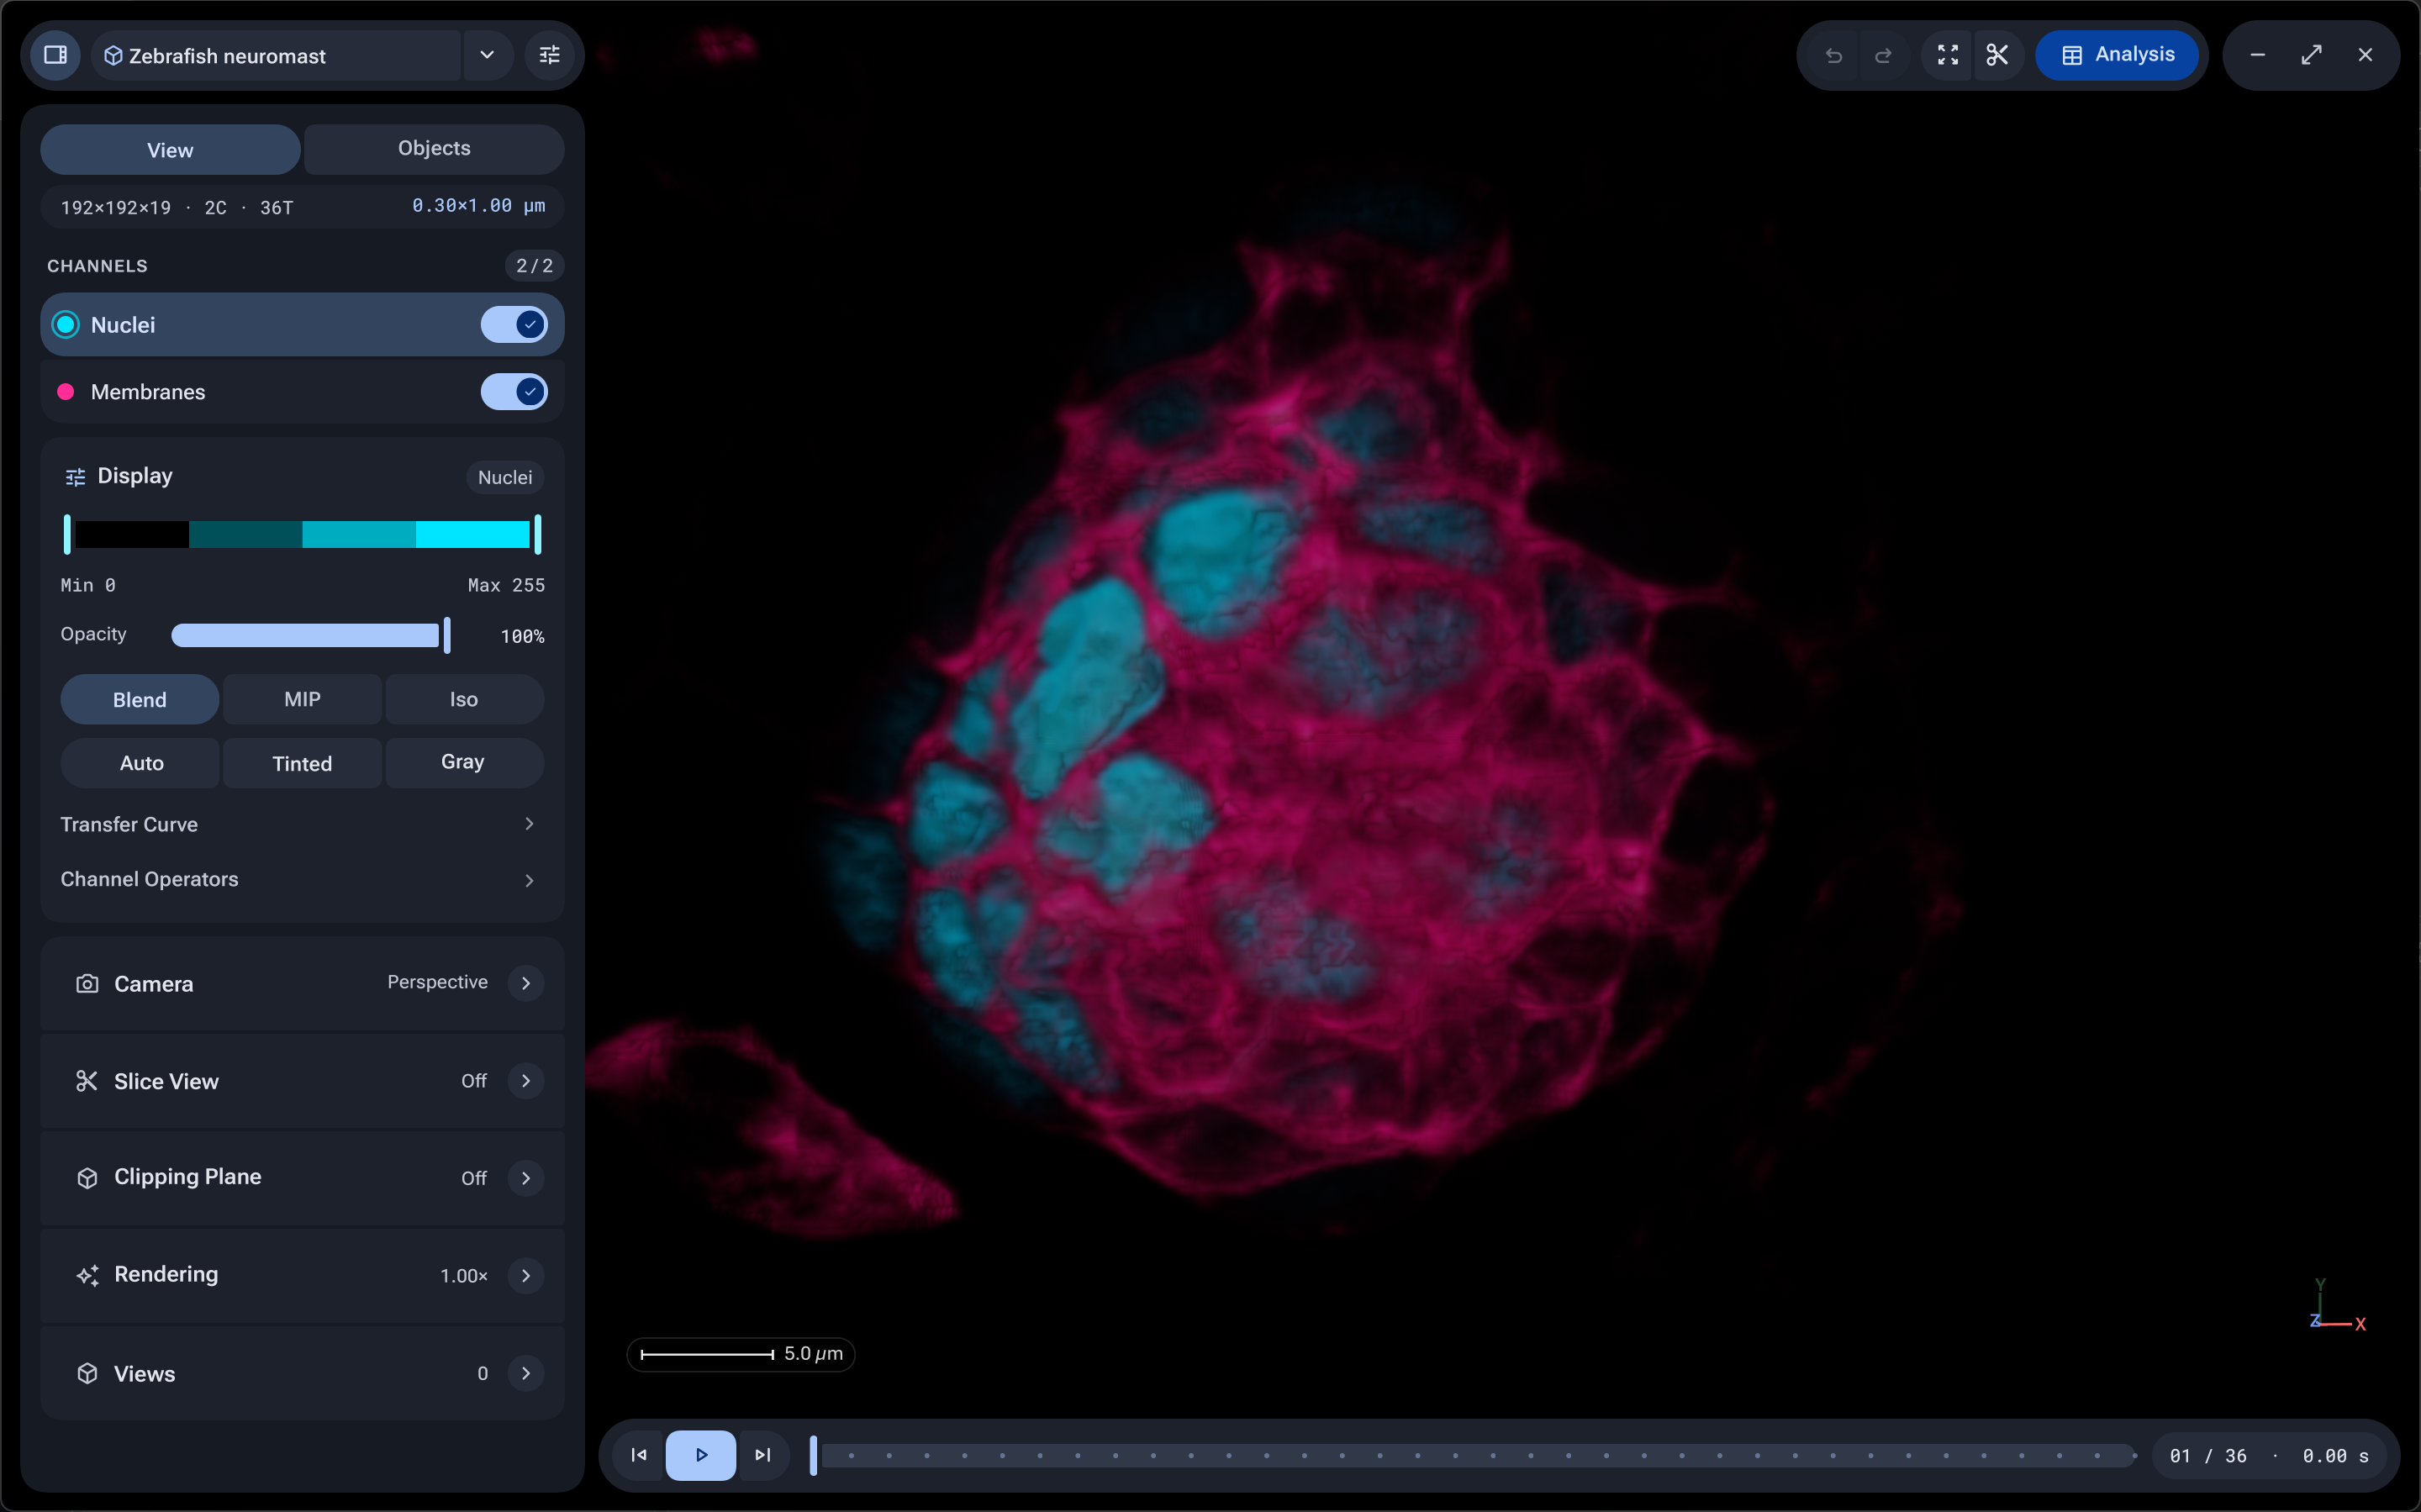 Zebrafish neuromast
Analysis
View Objects
192×192×19 · 2C · 36T 0.30×1.00 µm
CHANNELS 2/2
Nuclei
Membranes
Display Nuclei
Min 0 Max 255
Opacity 100%
Blend MIP Iso
Auto Tinted Gray
Transfer Curve
Channel Operators
Camera Perspective
Slice View Off
Clipping Plane Off
Rendering 1.00×
Views 0
Y
Z X
5.0 µm
01 / 36 · 0.00 s